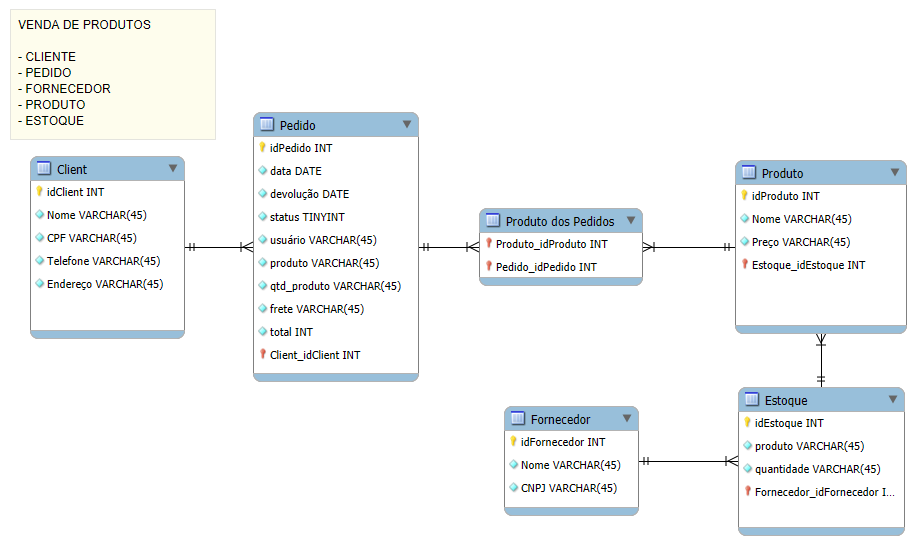 VENDA DE PRODUTOS
- CLIENTE
- PEDIDO
- FORNECEDOR
- PRODUTO
- ESTOQUE
Client
idClient INT
Nome VARCHAR(45)
CPF VARCHAR(45)
Telefone VARCHAR(45)
Endereço VARCHAR(45)
Pedido
idPedido INT
data DATE
devolução DATE
status TINYINT
usuário VARCHAR(45)
produto VARCHAR(45)
qtd_produto VARCHAR(45)
frete VARCHAR(45)
total INT
Client_idClient INT
Produto dos Pedidos
Produto_idProduto INT
Pedido_idPedido INT
Produto
idProduto INT
Nome VARCHAR(45)
Preço VARCHAR(45)
Estoque_idEstoque INT
Fornecedor
idFornecedor INT
Nome VARCHAR(45)
CNPJ VARCHAR(45)
Estoque
idEstoque INT
produto VARCHAR(45)
quantidade VARCHAR(45)
Fornecedor_idFornecedor I...